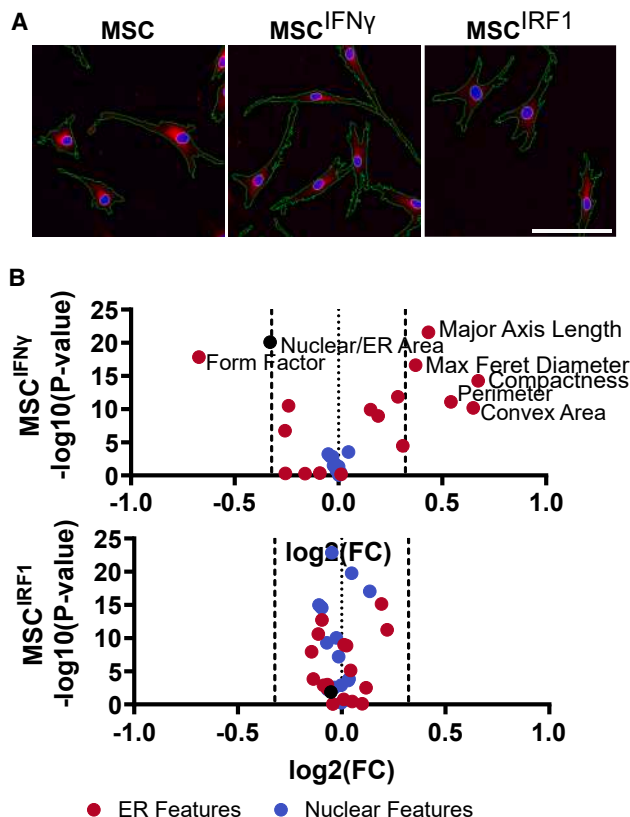 A
MSC
MSC^IFNγ
MSC^IRF1
B
MSC^IFNγ
-log10(P-value)
25
20
15
10
5
0
Major Axis Length
Nuclear/ER Area
Form Factor
Max Feret Diameter
Compactness
Perimeter
Convex Area
-1.0 -0.5 0.0 0.5 1.0
log2(FC)
MSC^IRF1
-log10(P-value)
25
20
15
10
5
0
-1.0 -0.5 0.0 0.5 1.0
log2(FC)
ER Features Nuclear Features